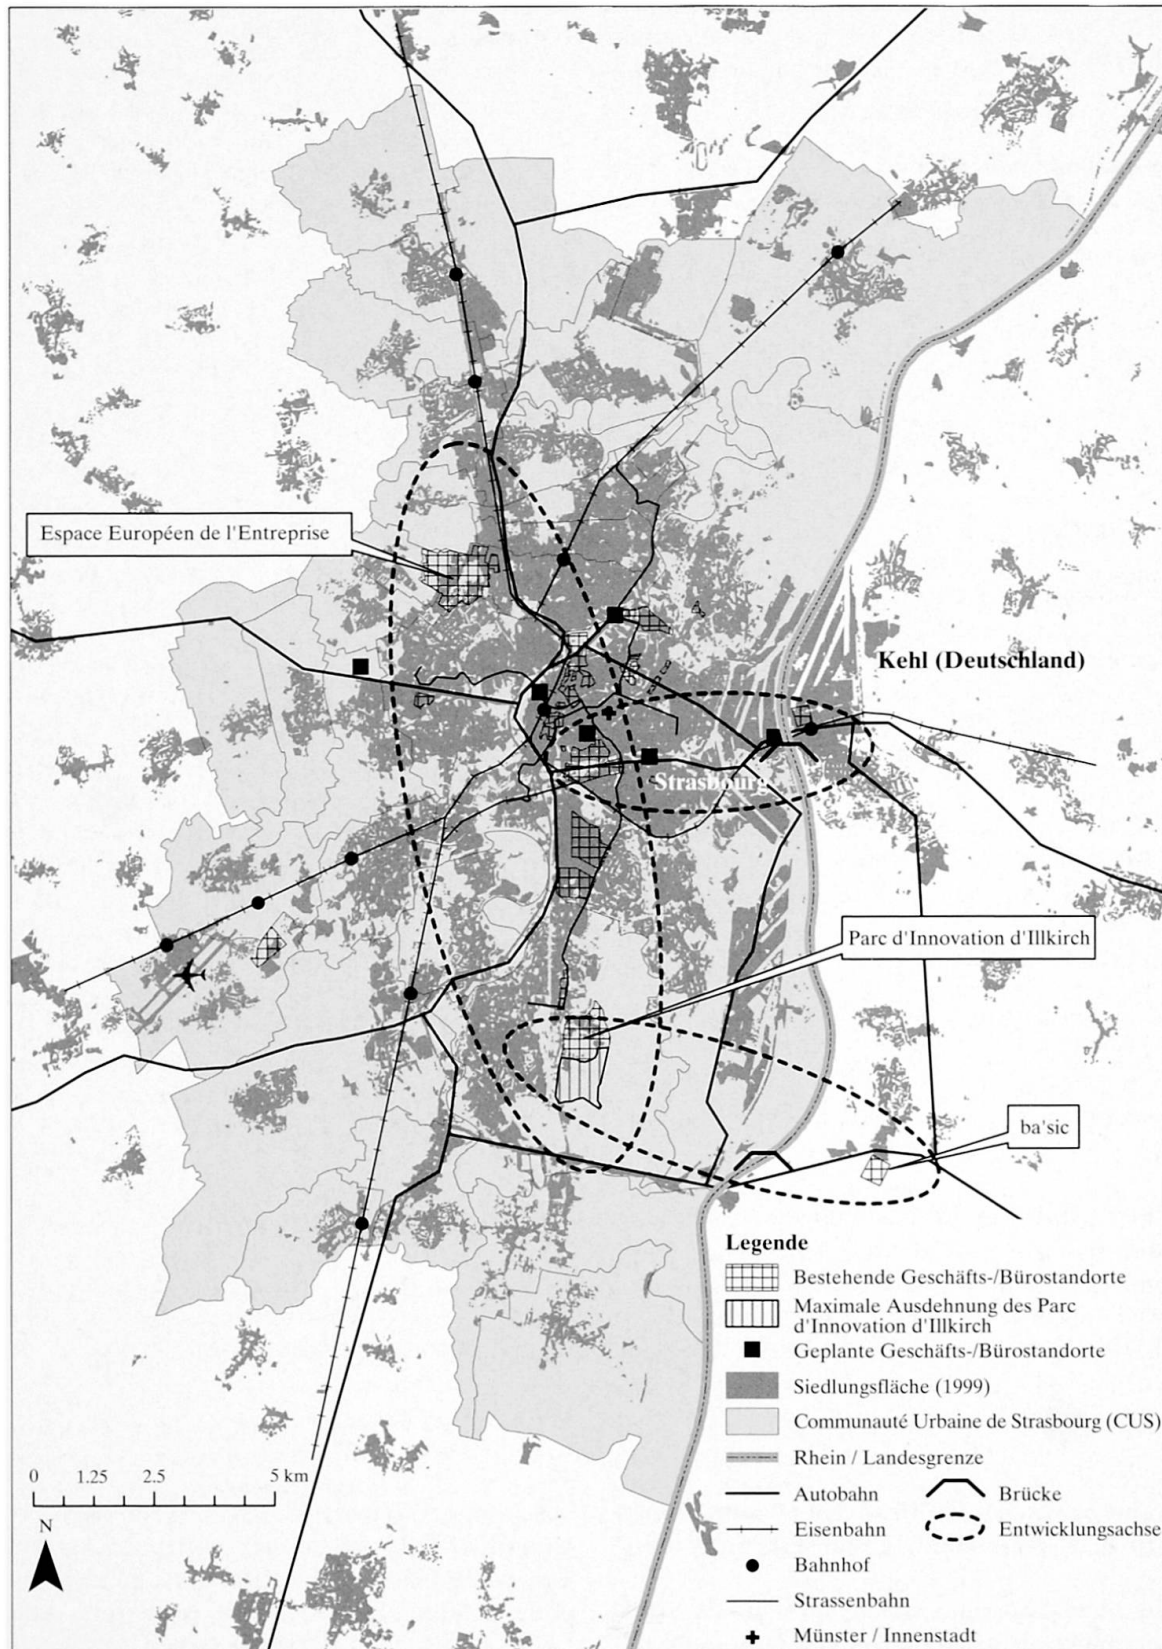 Espace Européen de l'Entreprise
Kehl (Deutschland)
Strasbourg
Parc d'Innovation d'Illkirch
ba'sic
Legende
Bestehende Geschäfts-/Bürostandorte
Maximale Ausdehnung des Parc
d'Innovation d'Illkirch
Geplante Geschäfts-/Bürostandorte
Siedlungsfläche (1999)
Communauté Urbaine de Strasbourg (CUS)
Rhein / Landesgrenze
Autobahn
Brücke
Eisenbahn
Entwicklungsachse
Bahnhof
Strassenbahn
Münster / Innenstadt
0 1.25 2.5 5 km
N